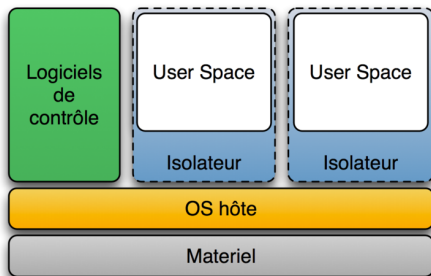 Logiciels
de
contrôle
User Space
User Space
Isolateur
Isolateur
OS hôte
Materiel